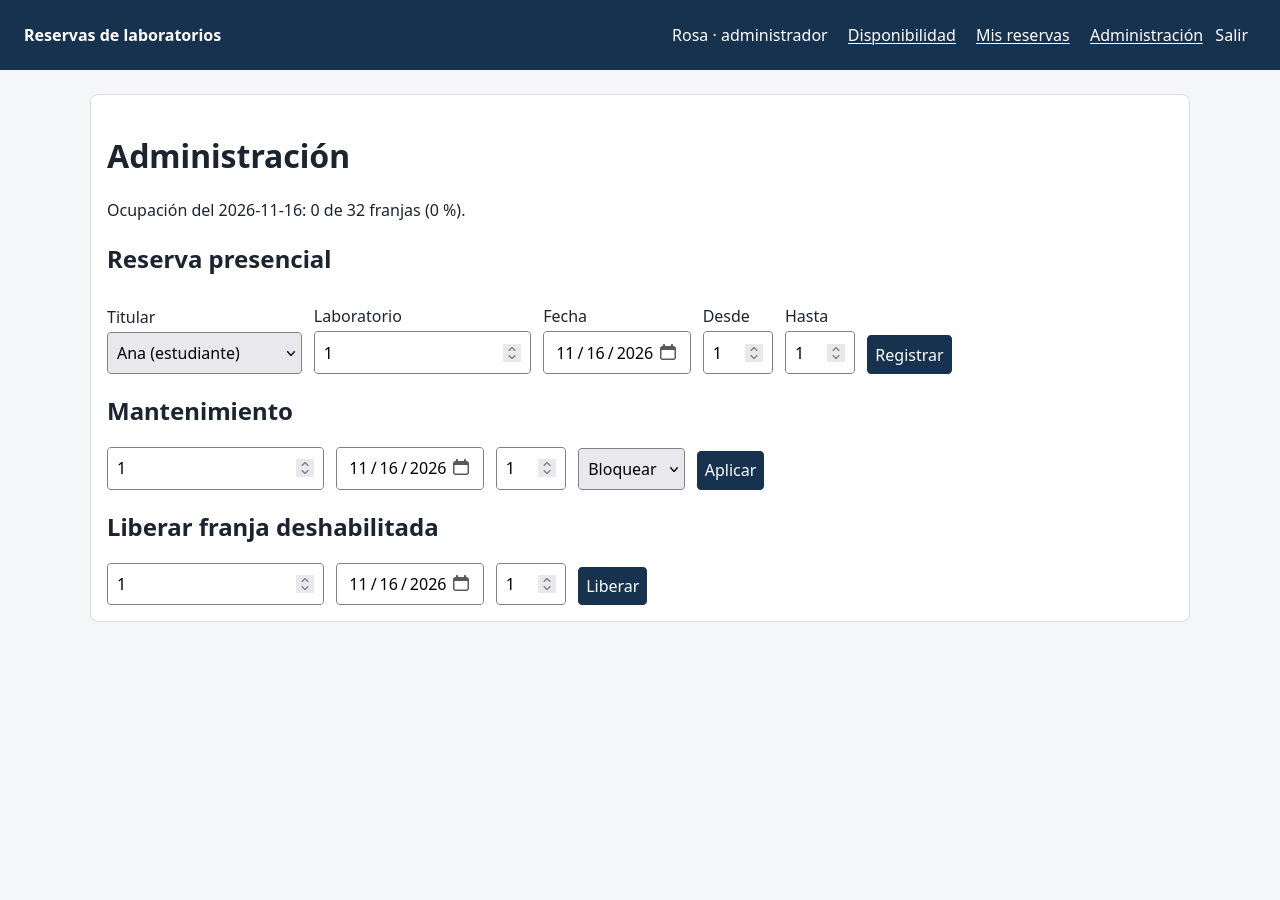 Reservas de laboratorios
Rosa · administrador Disponibilidad Mis reservas Administración Salir
Administración
Ocupación del 2026-11-16: 0 de 32 franjas (0 %).
Reserva presencial
Titular Laboratorio Fecha Desde Hasta
Ana (estudiante) 1 11/16/2026 1 1 Registrar
Mantenimiento
1 11/16/2026 1 Bloquear Aplicar
Liberar franja deshabilitada
1 11/16/2026 1 Liberar